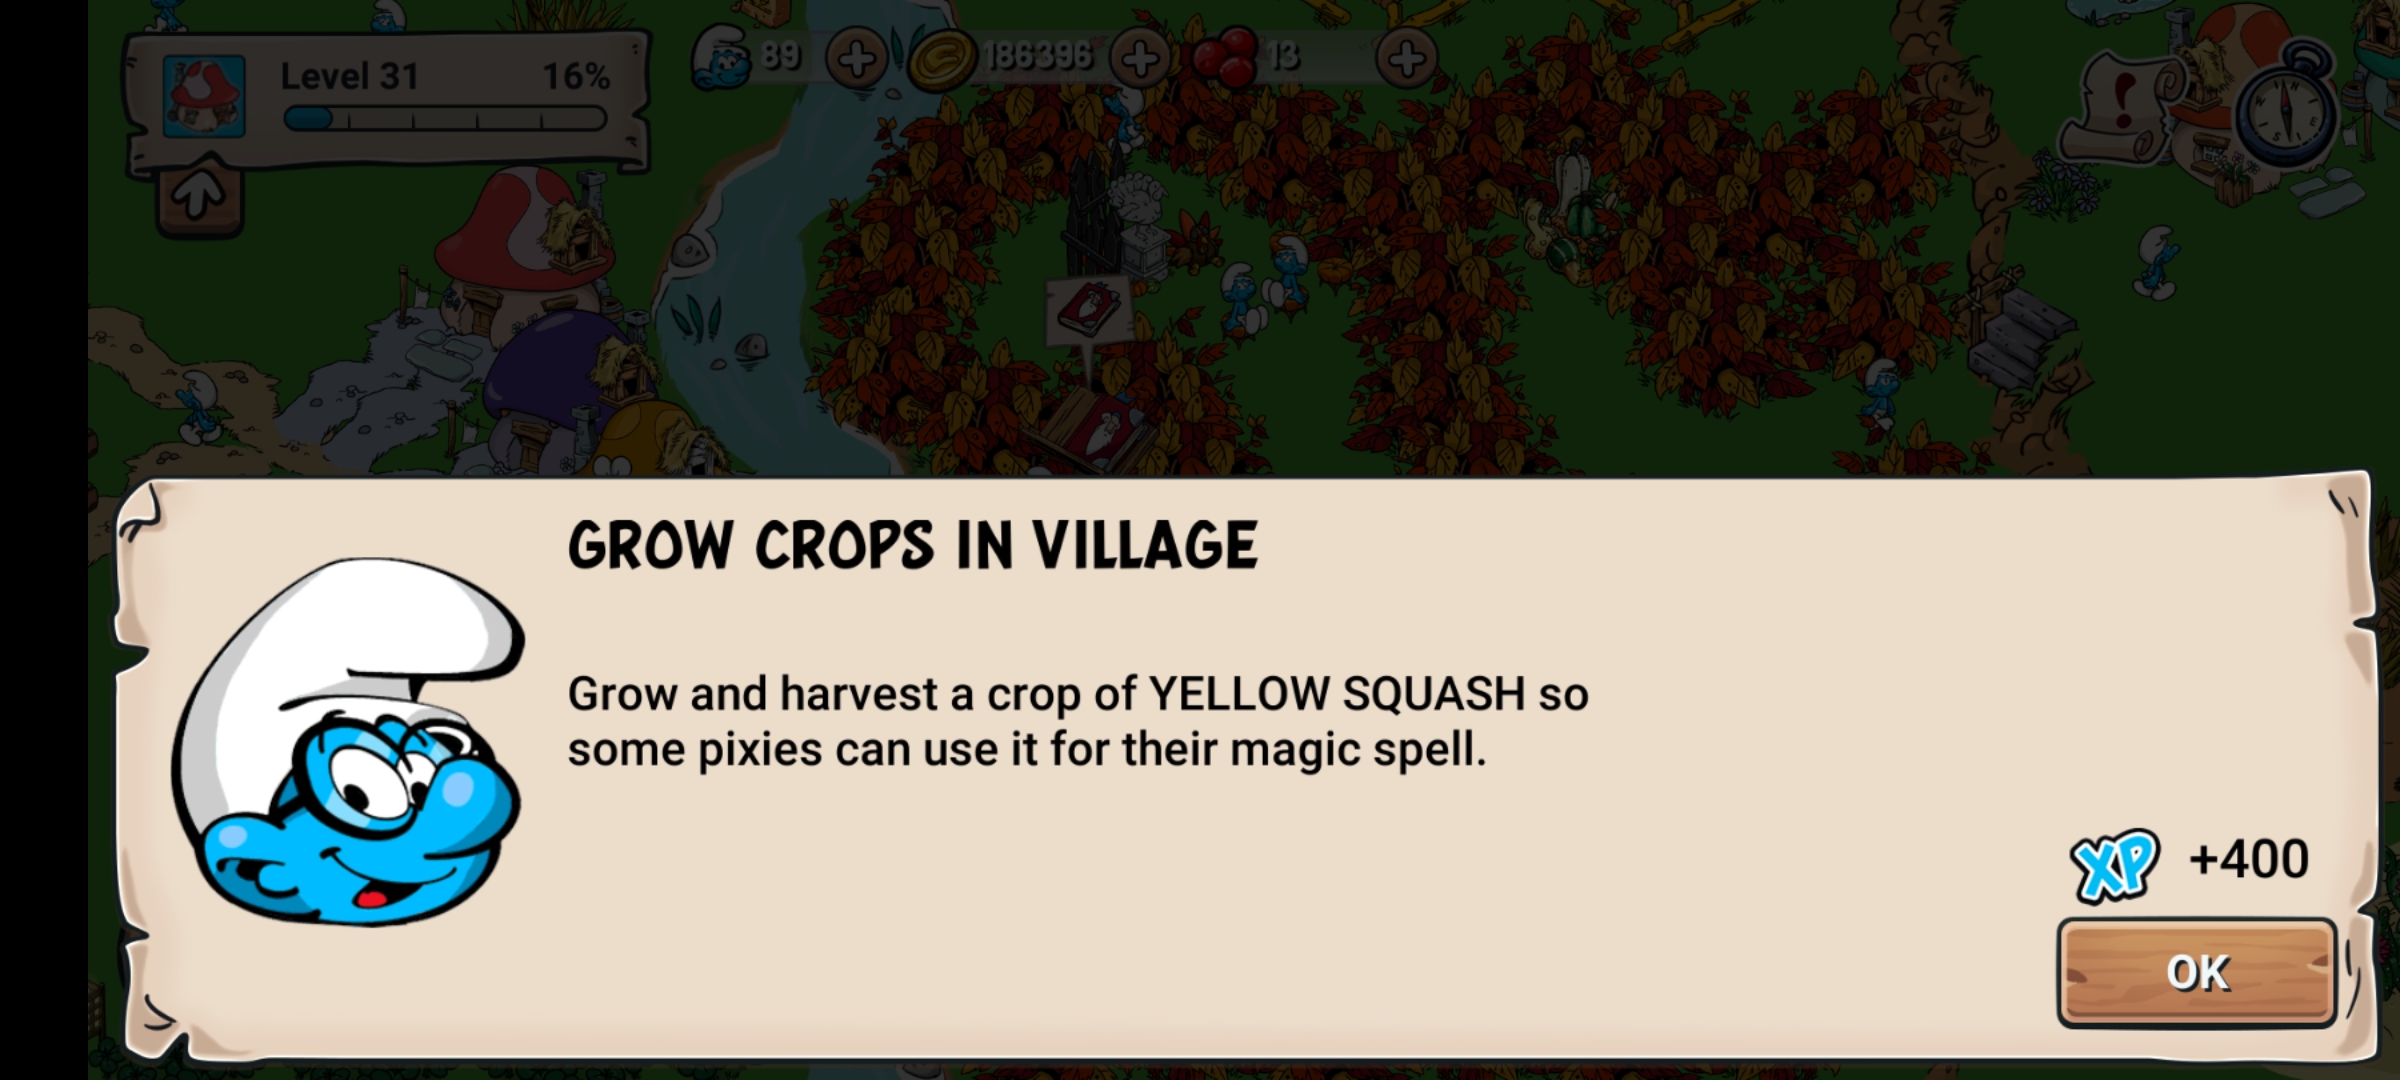 Level 31
16%
89
186396
13
GROW CROPS IN VILLAGE
Grow and harvest a crop of YELLOW SQUASH so
some pixies can use it for their magic spell.
XP +400
OK